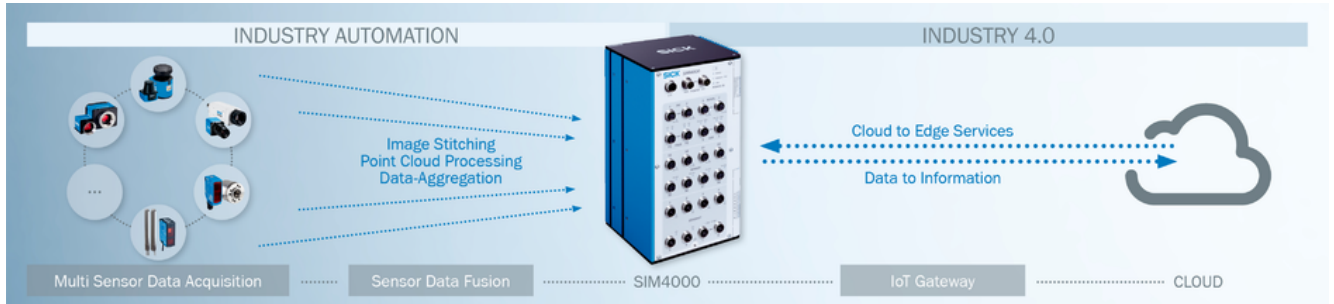 INDUSTRY AUTOMATION
INDUSTRY 4.0
SICK
SICK
Image Stitching
Point Cloud Processing
Data-Aggregation
Cloud to Edge Services
Data to Information
...
Multi Sensor Data Acquisition
Sensor Data Fusion
SIM4000
IoT Gateway
CLOUD